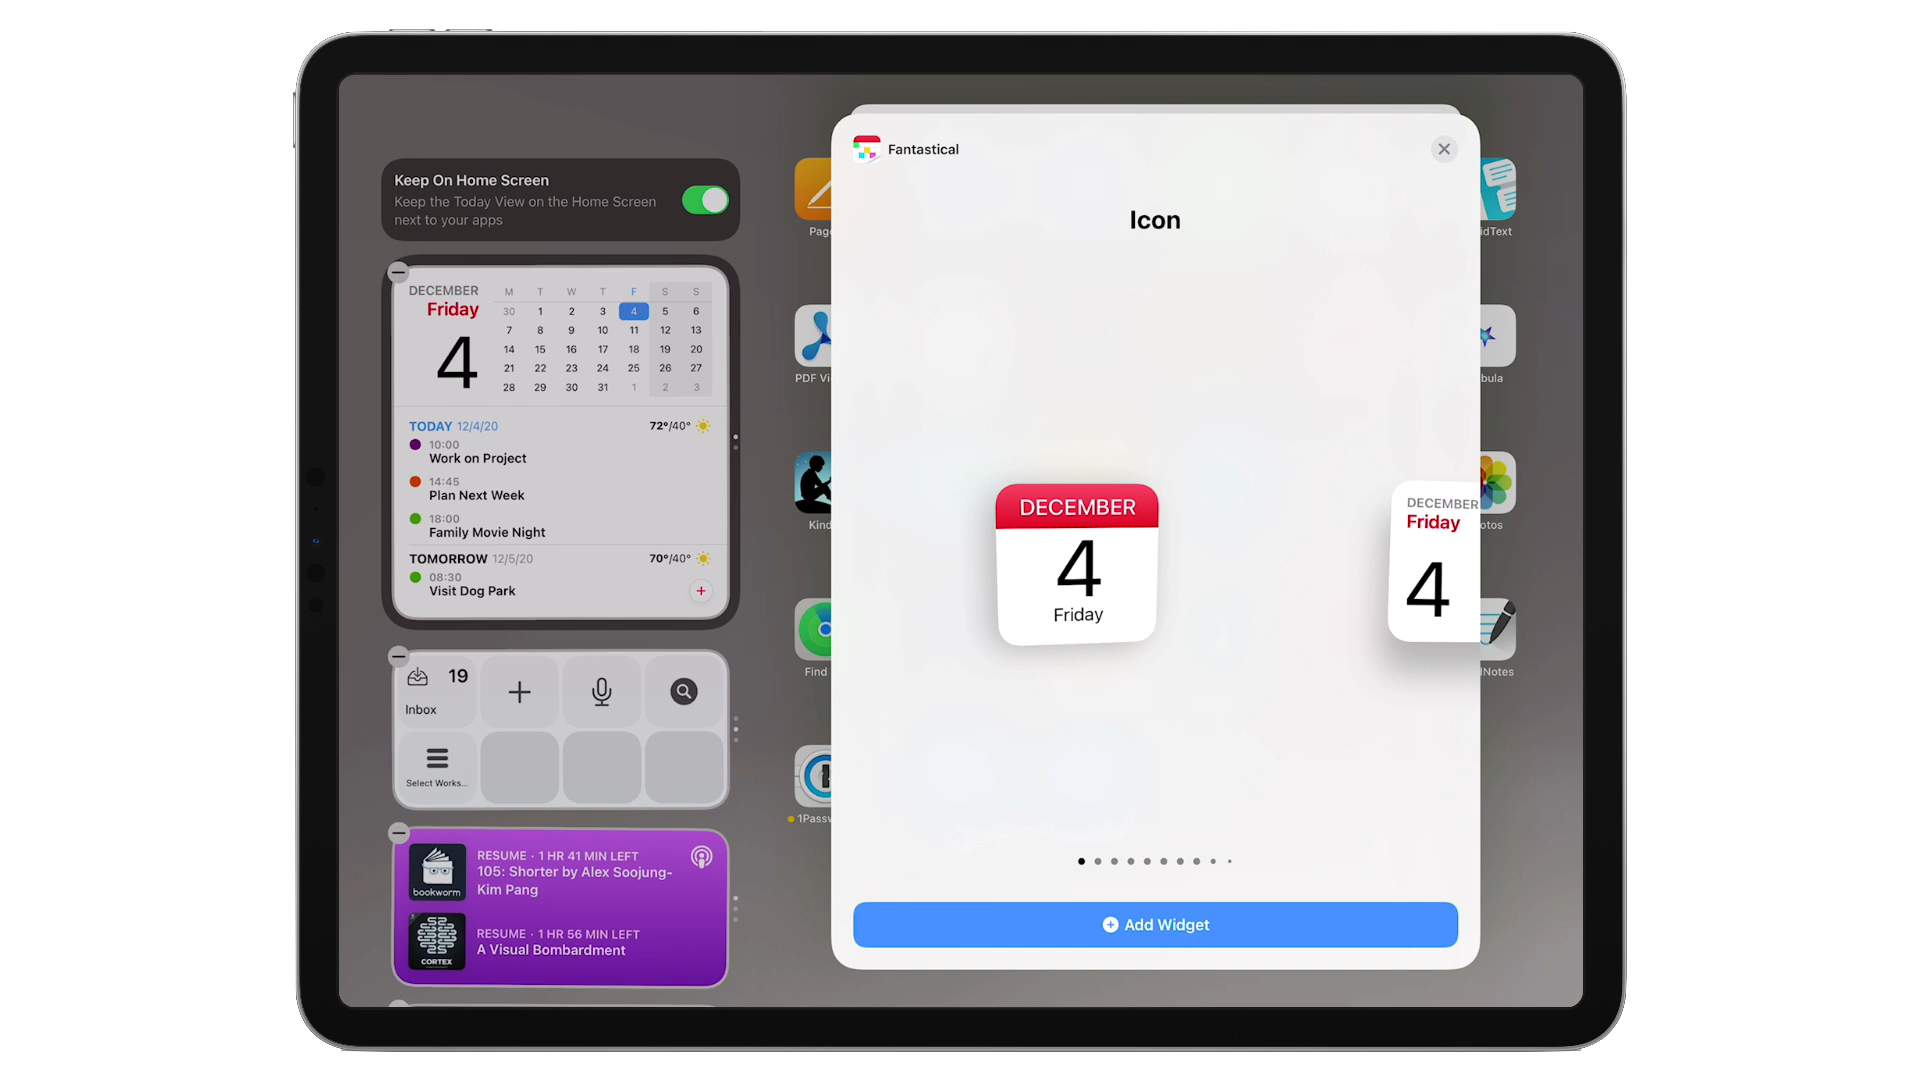 Keep On Home Screen
Keep the Today View on the Home Screen
next to your apps
DECEMBER
Friday
4
M T W T F S S
30 1 2 3 4 5 6
7 8 9 10 11 12 13
14 15 16 17 18 19 20
21 22 23 24 25 26 27
28 29 30 31 1 2 3
TODAY 12/4/20 72°/40°
10:00
Work on Project
14:45
Plan Next Week
18:00
Family Movie Night
TOMORROW 12/5/20 70°/40°
08:30
Visit Dog Park
19
Inbox
Select Works...
RESUME · 1 HR 41 MIN LEFT
105: Shorter by Alex Soojung-
Kim Pang
bookworm
RESUME · 1 HR 56 MIN LEFT
A Visual Bombardment
CORTEX
Page
PDF Vi
Kind
Find
1Passw
Fantastical
Icon
DECEMBER
4
Friday
DECEMBER
Friday
4
Add Widget
idText
bula
otos
Notes